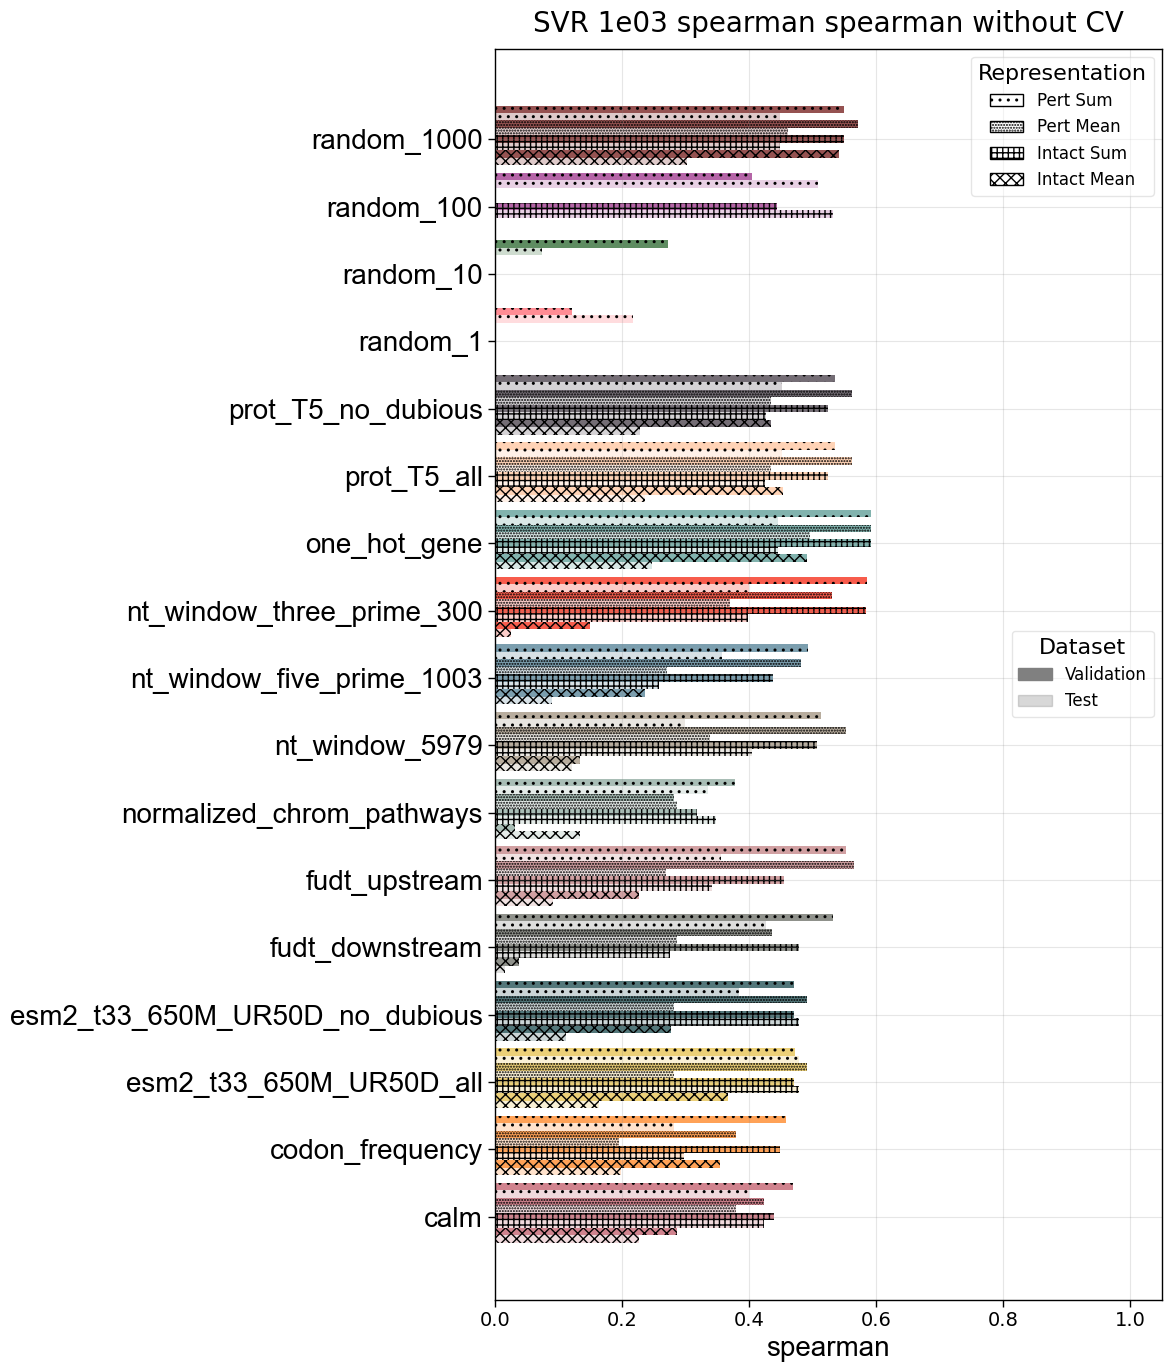 SVR 1e03 spearman spearman without CV
Representation
Pert Sum
Pert Mean
Intact Sum
Intact Mean
random_1000
random_100
random_10
random_1
prot_T5_no_dubious
prot_T5_all
one_hot_gene
nt_window_three_prime_300
Dataset
Validation
Test
nt_window_five_prime_1003
nt_window_5979
normalized_chrom_pathways
fudt_upstream
fudt_downstream
esm2_t33_650M_UR50D_no_dubious
esm2_t33_650M_UR50D_all
codon_frequency
calm
0.0 0.2 0.4 0.6 0.8 1.0
spearman